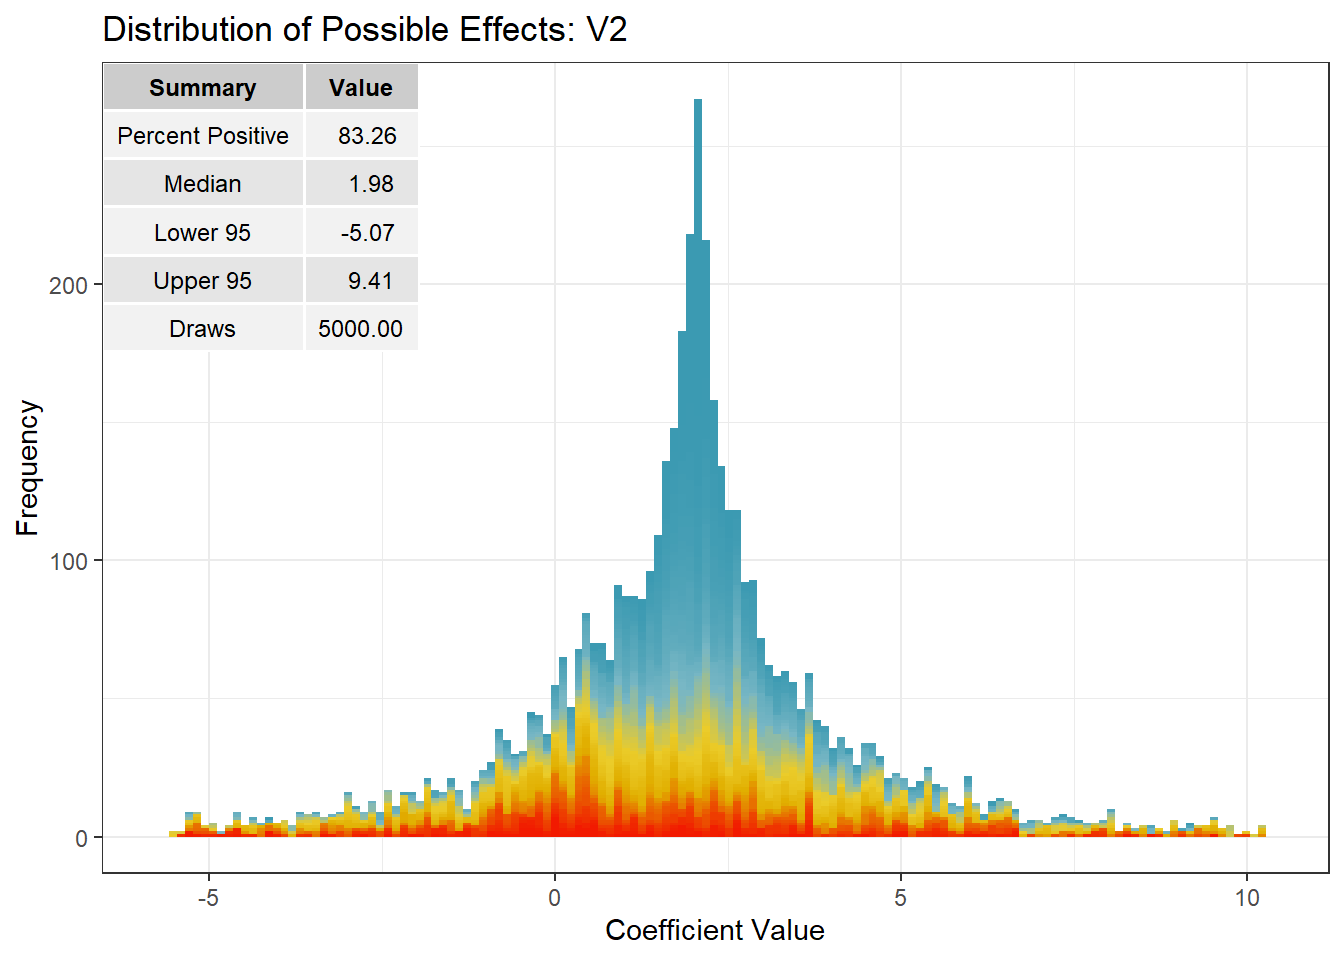 Distribution of Possible Effects: V2
Summary Value
Percent Positive 83.26
Median 1.98
Lower 95 -5.07
Upper 95 9.41
Draws 5000.00
Frequency
200
100
0
-5 0 5 10
Coefficient Value